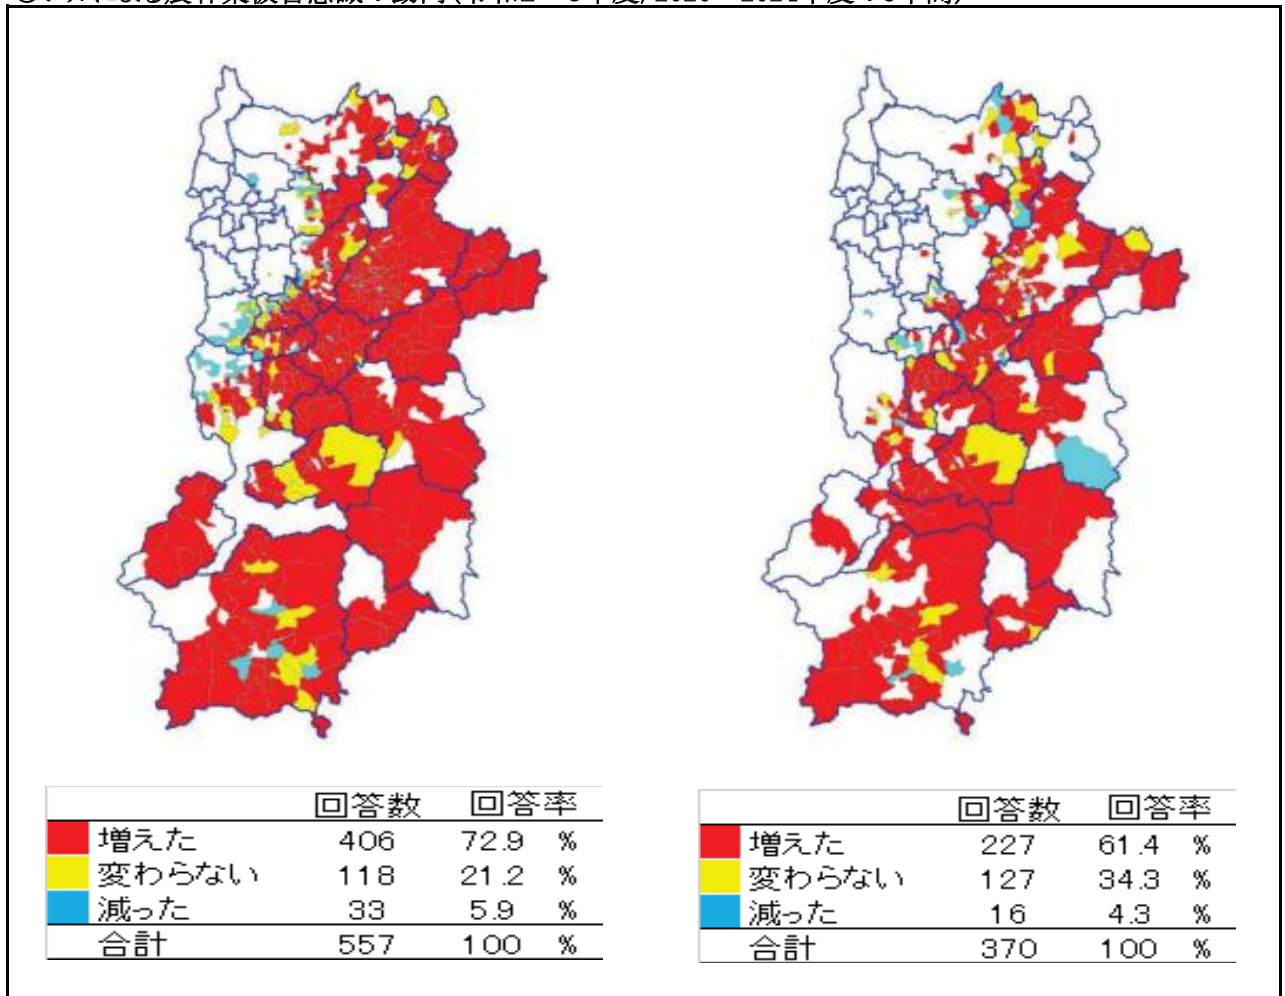 回答数 回答率
増えた 406 72.9 %
変わらない 118 21.2 %
減った 33 5.9 %
合計 557 100 %
回答数 回答率
増えた 227 61.4 %
変わらない 127 34.3 %
減った 16 4.3 %
合計 370 100 %